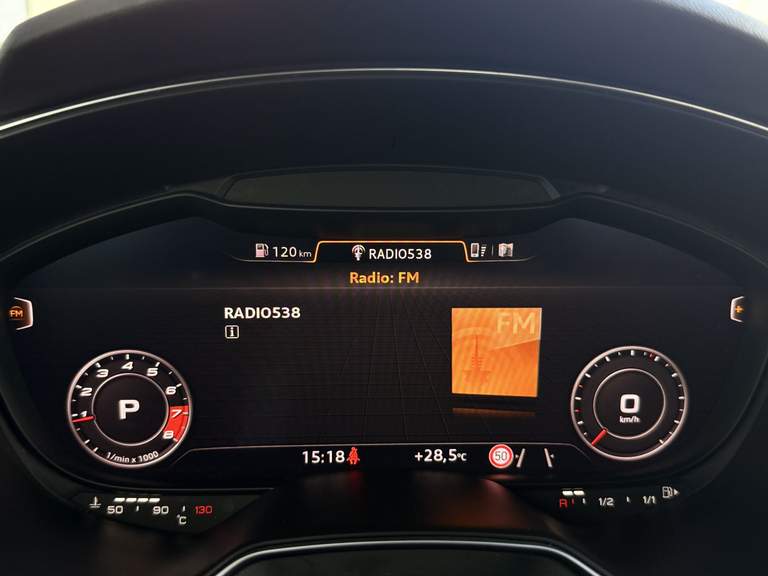 120 km
RADIO538
Radio: FM
FM
RADIO538
i
FM
+
1 2 3 4 5 6 7 8
P
1/min x 1000
0
km/h
15:18
+28,5°C
50
50 90 130
°C
R 1/2 1/1